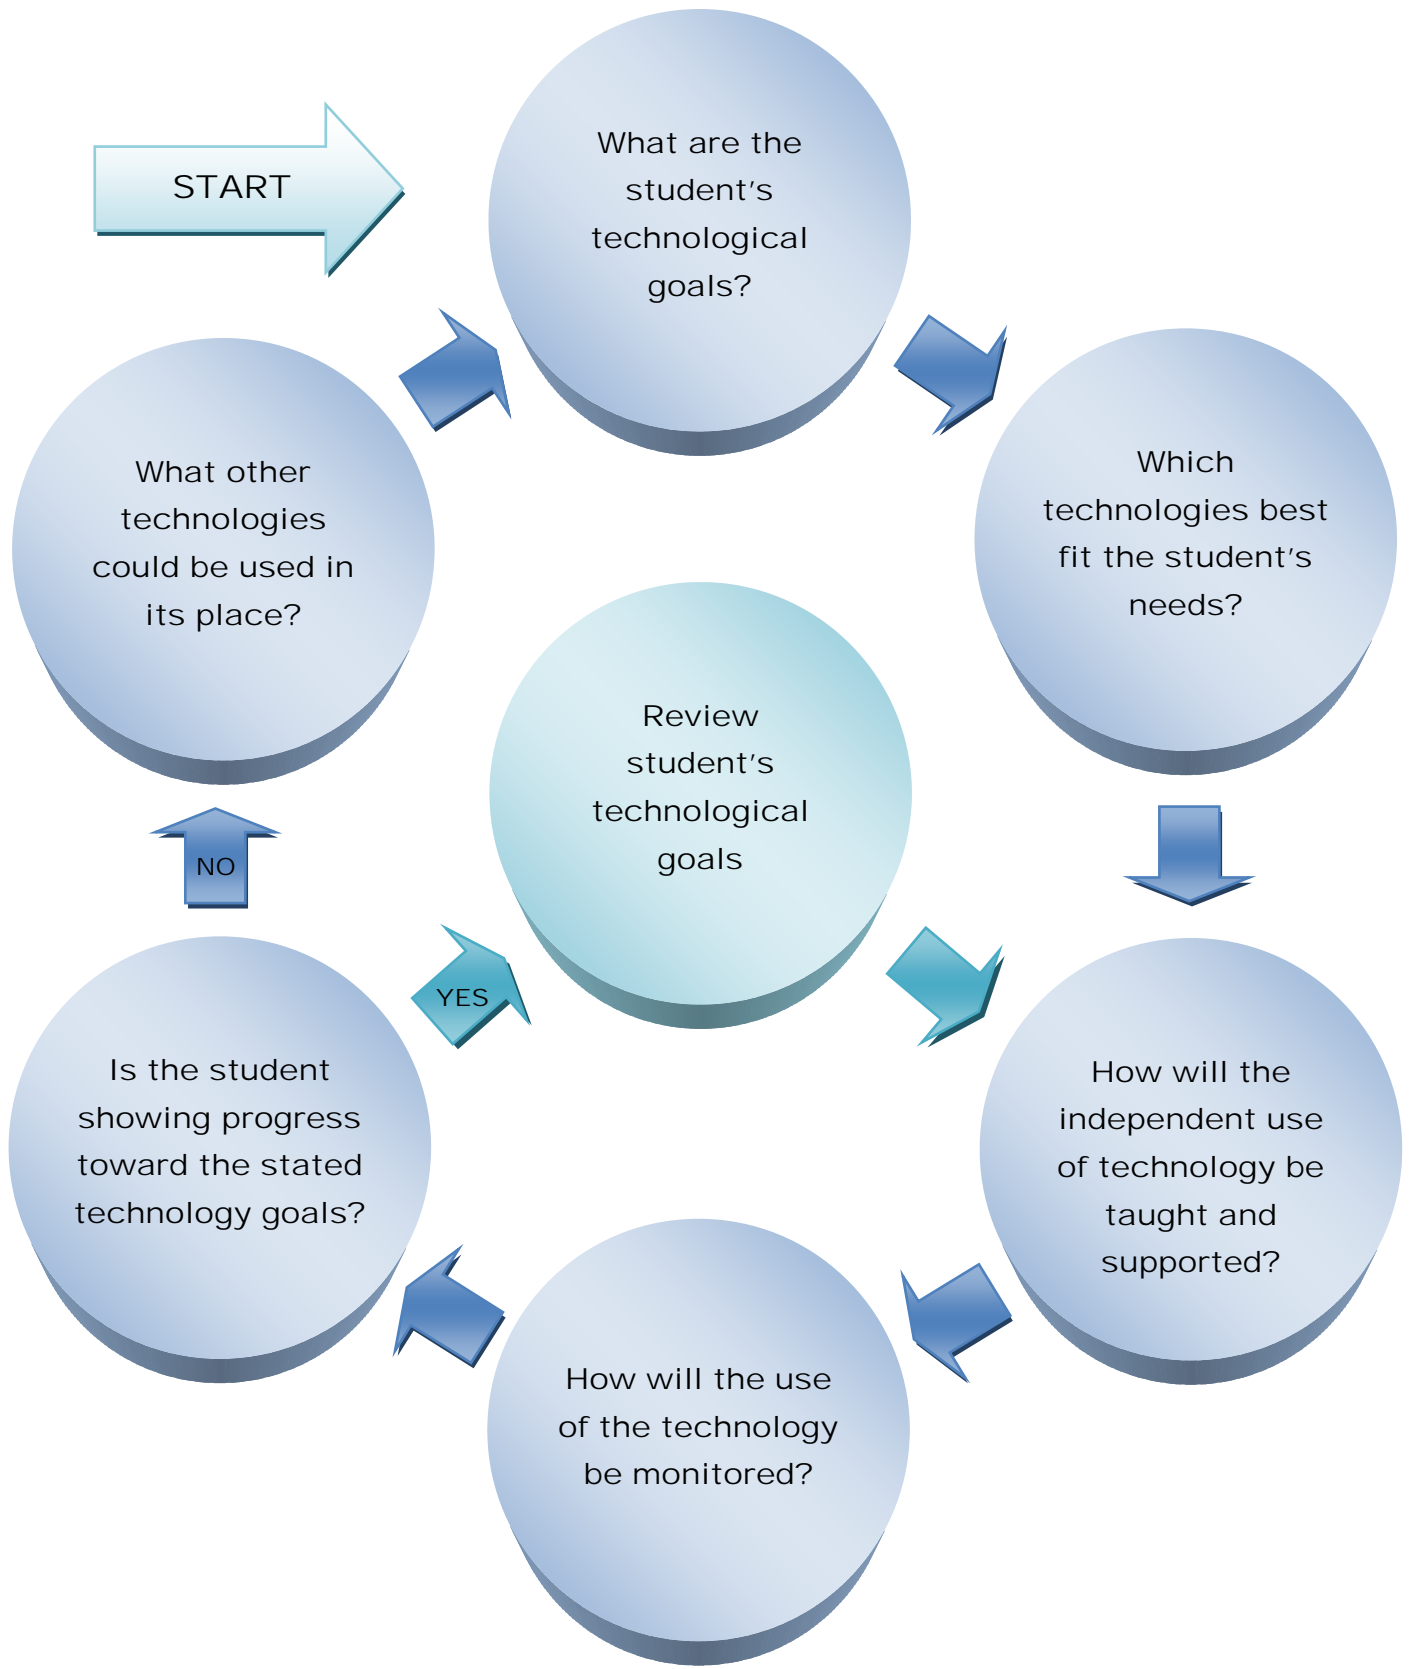 START
What are the
student's
technological
goals?
Which
technologies best
fit the student's
needs?
How will the
independent use
of technology be
taught and
supported?
How will the use
of the technology
be monitored?
Is the student
showing progress
toward the stated
technology goals?
NO
What other
technologies
could be used in
its place?
YES
Review
student's
technological
goals